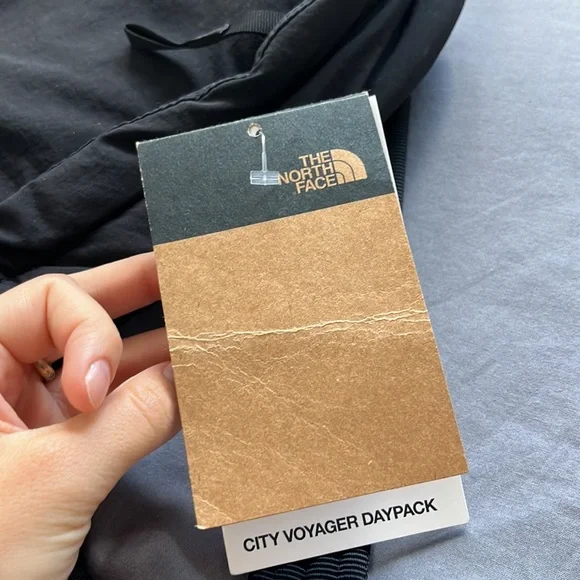 THE
NORTH
FACE
CITY VOYAGER DAYPACK